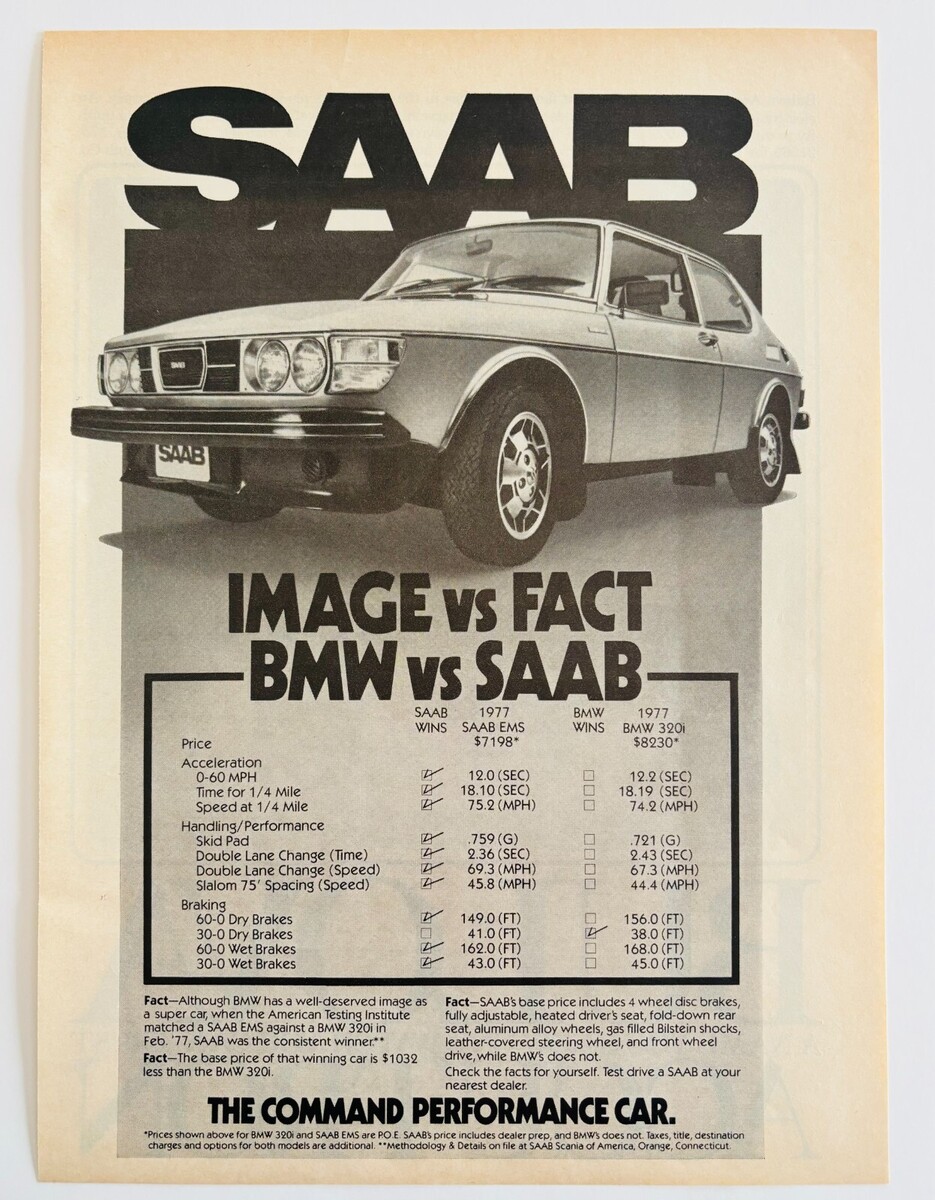 SAAB
SAAB
SAAB
IMAGE vs FACT
BMW vs SAAB
SAAB 1977 BMW 1977
WINS SAAB EMS WINS BMW 320i
Price $7198* $8230*
Acceleration
0-60 MPH 12.0 (SEC) 12.2 (SEC)
Time for 1/4 Mile 18.10 (SEC) 18.19 (SEC)
Speed at 1/4 Mile 75.2 (MPH) 74.2 (MPH)
Handling/Performance
Skid Pad .759 (G) .721 (G)
Double Lane Change (Time) 2.36 (SEC) 2.43 (SEC)
Double Lane Change (Speed) 69.3 (MPH) 67.3 (MPH)
Slalom 75' Spacing (Speed) 45.8 (MPH) 44.4 (MPH)
Braking
60-0 Dry Brakes 149.0 (FT) 156.0 (FT)
30-0 Dry Brakes 41.0 (FT) 38.0 (FT)
60-0 Wet Brakes 162.0 (FT) 168.0 (FT)
30-0 Wet Brakes 43.0 (FT) 45.0 (FT)
Fact—Although BMW has a well-deserved image as
a super car, when the American Testing Institute
matched a SAAB EMS against a BMW 320i in
Feb. '77, SAAB was the consistent winner.**
Fact—The base price of that winning car is $1032
less than the BMW 320i.
Fact—SAAB's base price includes 4 wheel disc brakes,
fully adjustable, heated driver's seat, fold-down rear
seat, aluminum alloy wheels, gas filled Bilstein shocks,
leather-covered steering wheel, and front wheel
drive, while BMW's does not.
Check the facts for yourself. Test drive a SAAB at your
nearest dealer.
THE COMMAND PERFORMANCE CAR.
*Prices shown above for BMW 320i and SAAB EMS are P.O.E. SAAB's price includes dealer prep, and BMW's does not. Taxes, title, destination
charges and options for both models are additional. **Methodology & Details on file at SAAB Scania of America, Orange, Connecticut.